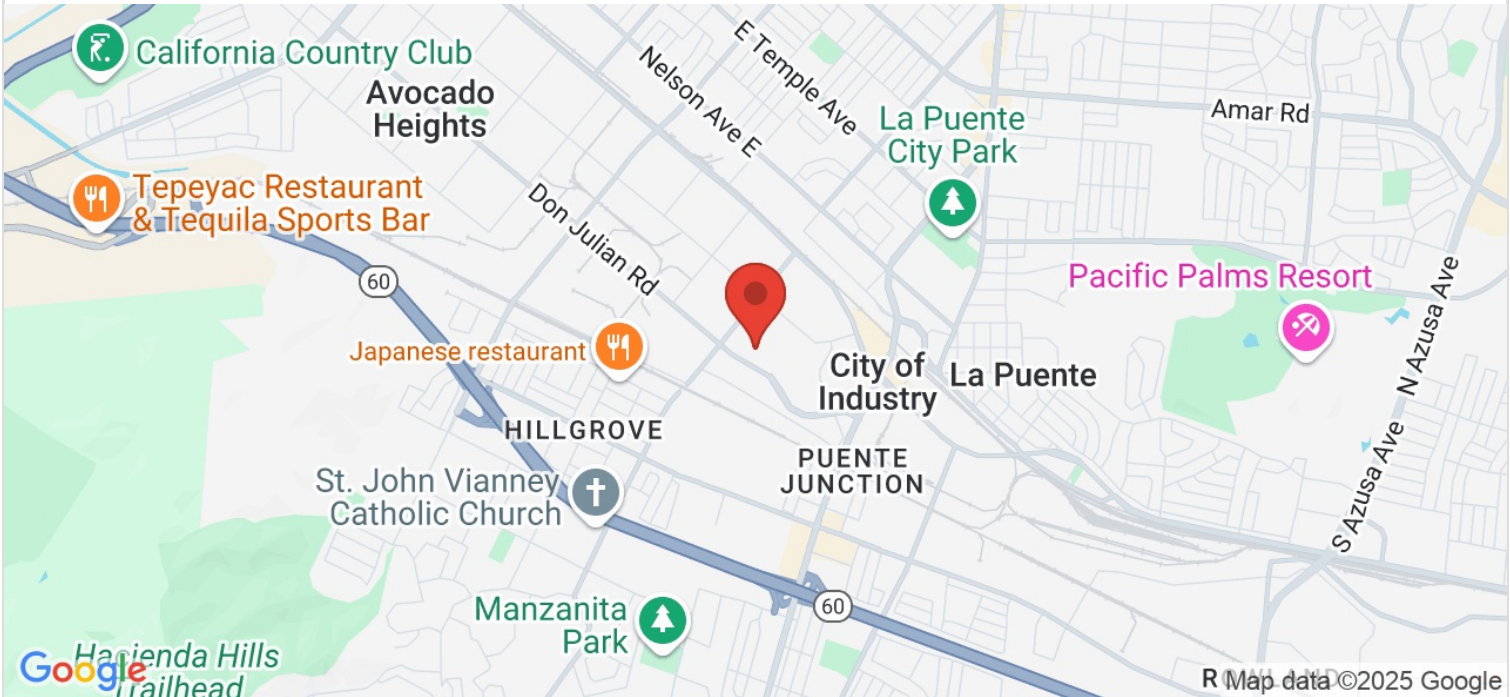 California Country Club
Avocado
Heights
Nelson Ave E
E Temple Ave
La Puente
City Park
Amar Rd
Tepeyac Restaurant
& Tequila Sports Bar
Don Julian Rd
60
Pacific Palms Resort
N Azusa Ave
Japanese restaurant
City of
Industry
La Puente
HILLGROVE
PUENTE
JUNCTION
St. John Vianney
Catholic Church
S Azusa Ave
Manzanita
Park
60
Hacienda Hills
Trailhead
Google
ROWLAND
Map data ©2025 Google